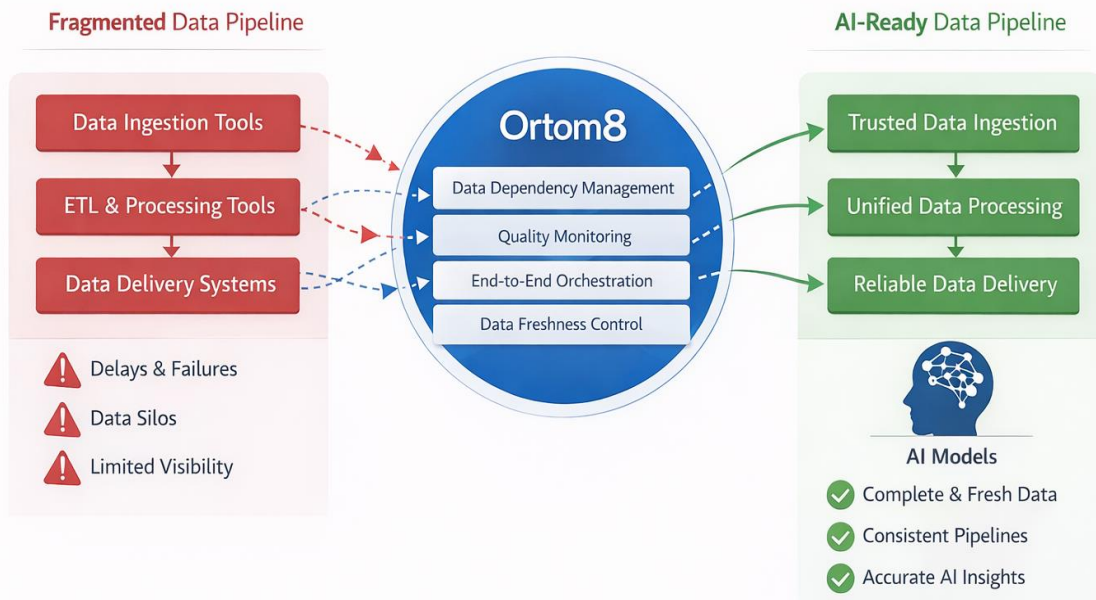 Fragmented Data Pipeline
Data Ingestion Tools
ETL & Processing Tools
Data Delivery Systems
Delays & Failures
Data Silos
Limited Visibility
Ortom8
Data Dependency Management
Quality Monitoring
End-to-End Orchestration
Data Freshness Control
AI-Ready Data Pipeline
Trusted Data Ingestion
Unified Data Processing
Reliable Data Delivery
AI Models
Complete & Fresh Data
Consistent Pipelines
Accurate AI Insights